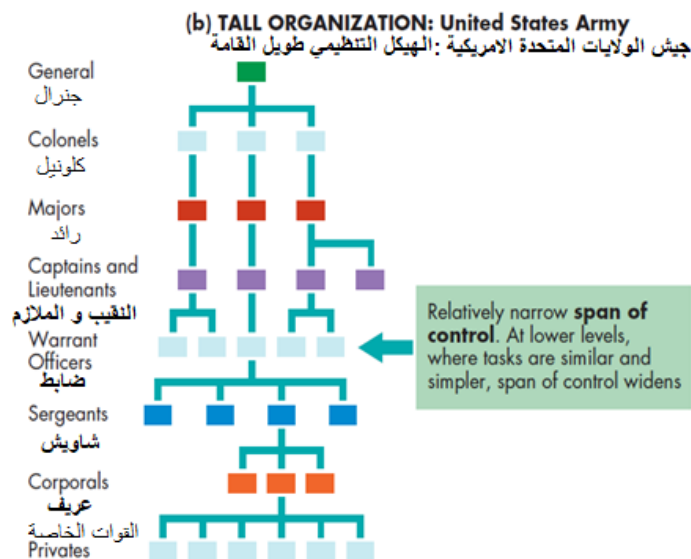 (b) TALL ORGANIZATION: United States Army
جيش الولايات المتحدة الامريكية :الهيكل التنظيمي طويل القامة
General
جنرال
Colonels
كلونيل
Majors
رائد
Captains and
Lieutenants
النقيب و الملازم
Warrant
Officers
ضابط
Relatively narrow span of
control. At lower levels,
where tasks are similar and
simpler, span of control widens
Sergeants
شاويش
Corporals
عريف
القوات الخاصة
Privates